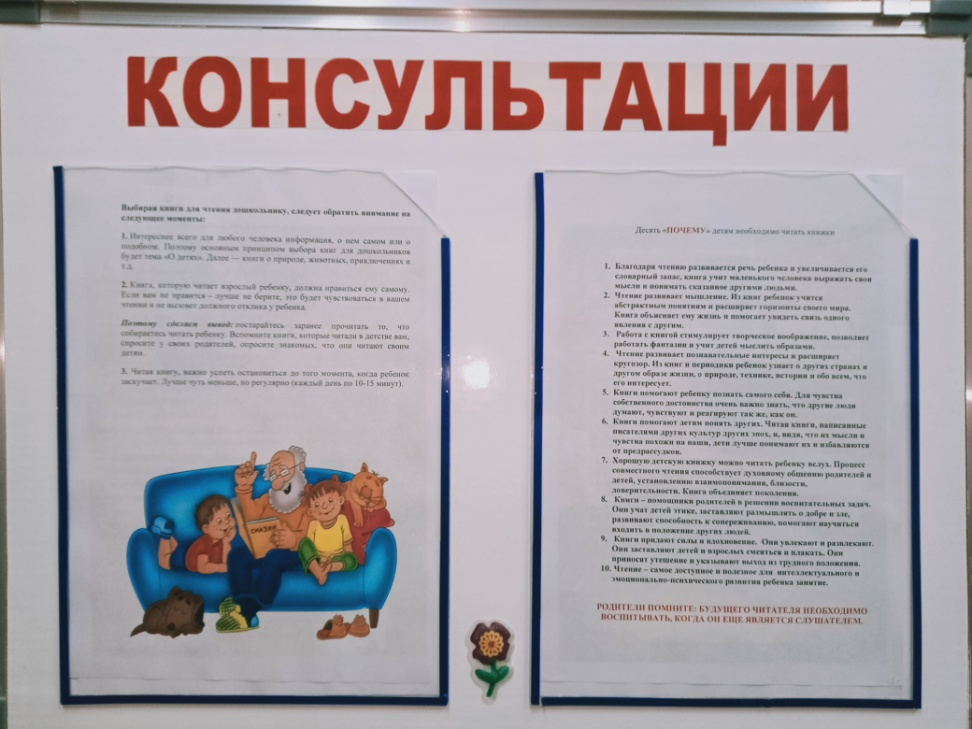 КОНСУЛЬТАЦИИ
Выбирая книги для чтения дошкольнику, следует обратить внимание на
следующее моменты:
1. Интереснее всего для любого человека информация, о нем самом или о
подобном. Поэтому основным принципом выбора книг для дошкольников
будет тема «О детях». Далее — книги о природе, животных, приключениях и
т.д.
2. Книга, которую читает взрослый ребенку, должна нравиться ему самому.
Если вам не нравится - лучше не берите, это будет чувствоваться в вашем
чтении и не вызовет должного отклика у ребенка.
Поэтому сделаем вывод: постарайтесь заранее прочитать то, что
собираетесь читать ребенку. Вспомните книги, которые читали в детстве вам,
спросите у своих родителей, опросите знакомых, что они читают своим
детям.
3. Читая книгу, важно успеть остановиться до того момента, когда ребенок
заскучает. Лучше чуть меньше, но регулярно (каждый день по 10-15 минут).
СКАЗКИ
Десять «ПОЧЕМУ» детям необходимо читать книжки
1. Благодаря чтению развивается речь ребенка и увеличивается его
словарный запас, книга учит маленького человека выражать свои
мысли и понимать сказанное другими людьми.
2. Чтение развивает мышление. Из книг ребенок учится
абстрактным понятиям и расширяет горизонты своего мира.
Книга объясняет ему жизнь и помогает увидеть связь одного
явления с другим.
3. Работа с книгой стимулирует творческое воображение, позволяет
работать фантазии и учит детей мыслить образами.
4. Чтение развивает познавательные интересы и расширяет
кругозор. Из книг и периодики ребенок узнает о других странах и
другом образе жизни, о природе, технике, истории и обо всем, что
его интересует.
5. Книги помогают ребенку познать самого себя. Для чувства
собственного достоинства очень важно знать, что другие люди
думают, чувствуют и реагируют так же, как он.
6. Книги помогают детям понять других. Читая книги, написанные
писателями других культур других эпох, и, видя, что их мысли и
чувства похожи на наши, дети лучше понимают их и избавляются
от предрассудков.
7. Хорошую детскую книжку можно читать ребенку вслух. Процесс
совместного чтения способствует духовному общению родителей и
детей, установлению взаимопонимания, близости,
доверительности. Книга объединяет поколения.
8. Книги – помощники родителей в решении воспитательных задач.
Они учат детей этике, заставляют размышлять о добре и зле,
развивают способность к сопереживанию, помогают научиться
входить в положение других людей.
9. Книги придают силы и вдохновение. Они увлекают и развлекают.
Они заставляют детей и взрослых смеяться и плакать. Они
приносят утешение и указывают выход из трудного положения.
10. Чтение – самое доступное и полезное для интеллектуального и
эмоционально-психического развития ребенка занятие.
РОДИТЕЛИ ПОМНИТЕ: БУДУЩЕГО ЧИТАТЕЛЯ НЕОБХОДИМО
ВОСПИТЫВАТЬ, КОГДА ОН ЕЩЕ ЯВЛЯЕТСЯ СЛУШАТЕЛЕМ.